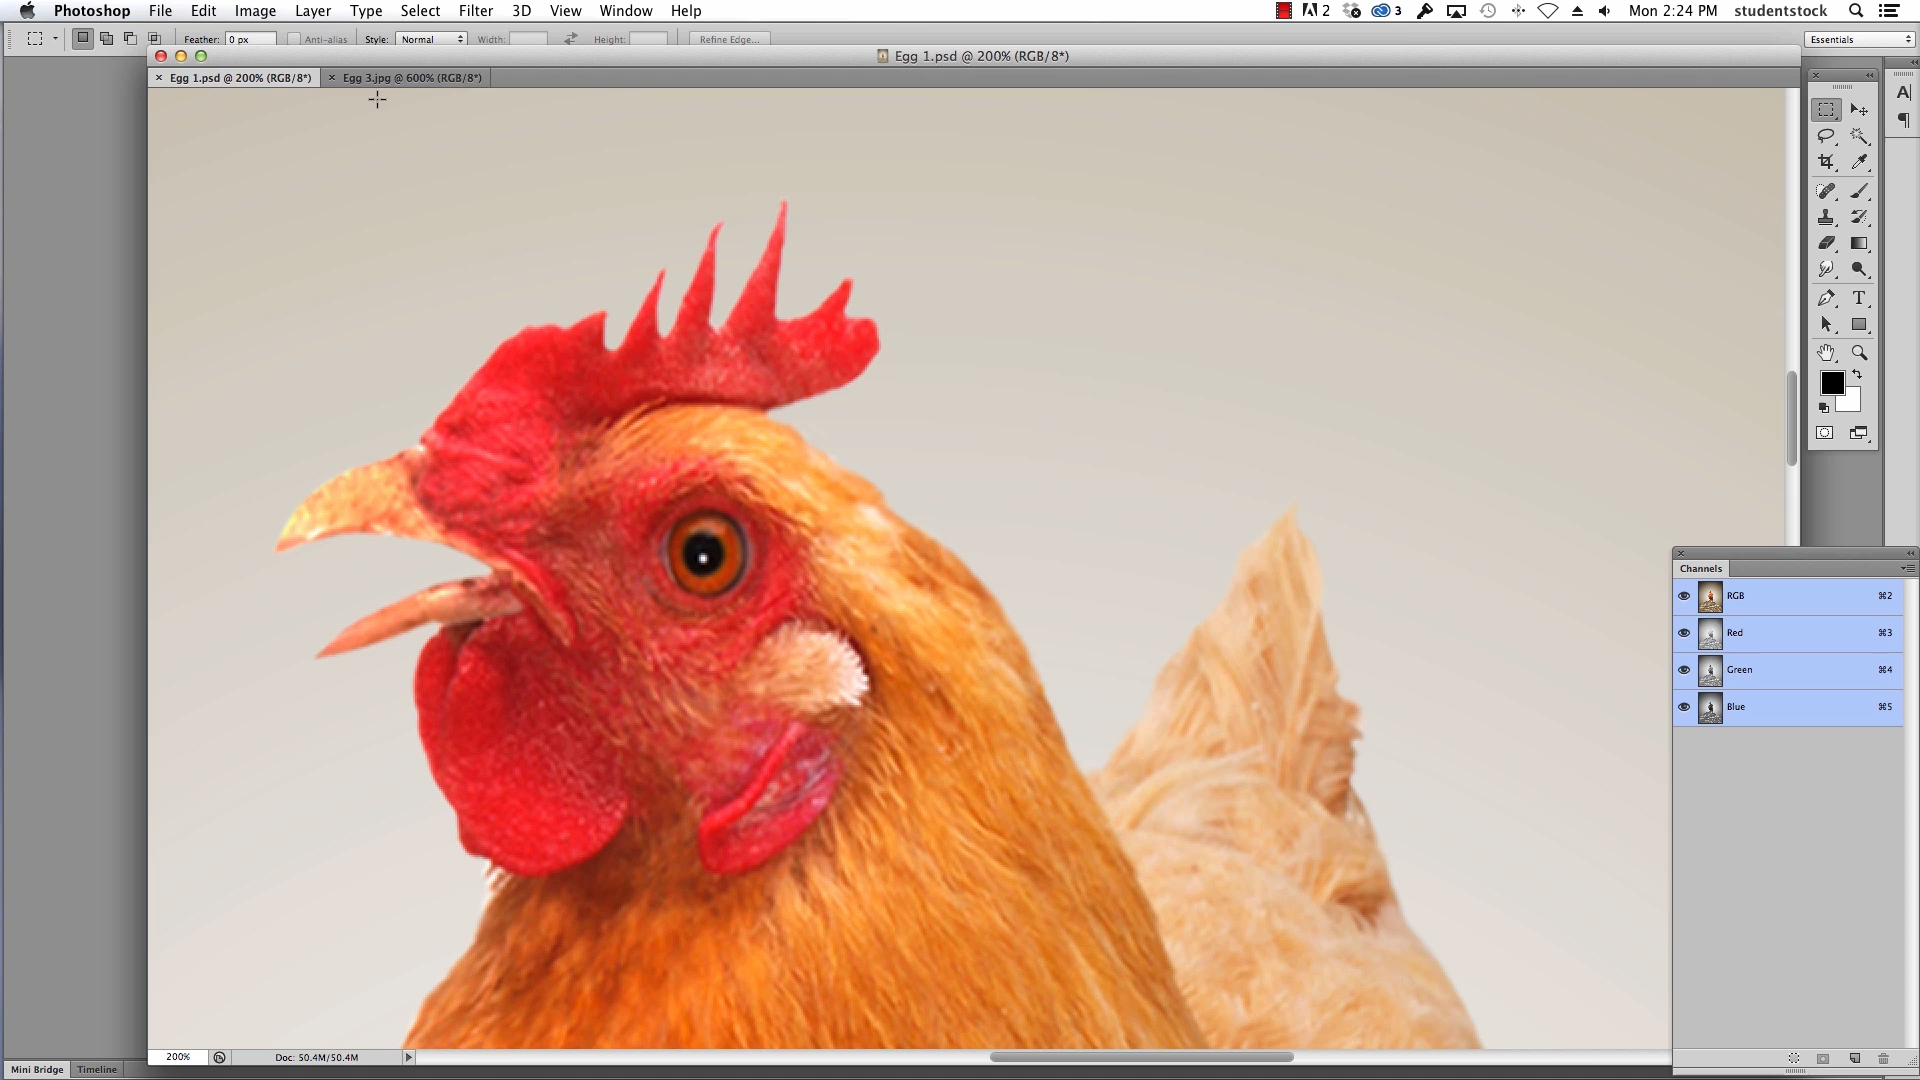 Photoshop File Edit Image Layer Type Select Filter 3D View Window Help 2 3 Mon 2:24 PM studentstock
Feather: 0 px Anti-alias Style: Normal Width: Height: Refine Edge... Essentials
Egg 1.psd @ 200% (RGB/8*)
× Egg 1.psd @ 200% (RGB/8*) × Egg 3.jpg @ 600% (RGB/8*)
A
T
Channels
RGB ⌘2
Red ⌘3
Green ⌘4
Blue ⌘5
200% Doc: 50.4M/50.4M
Mini Bridge Timeline